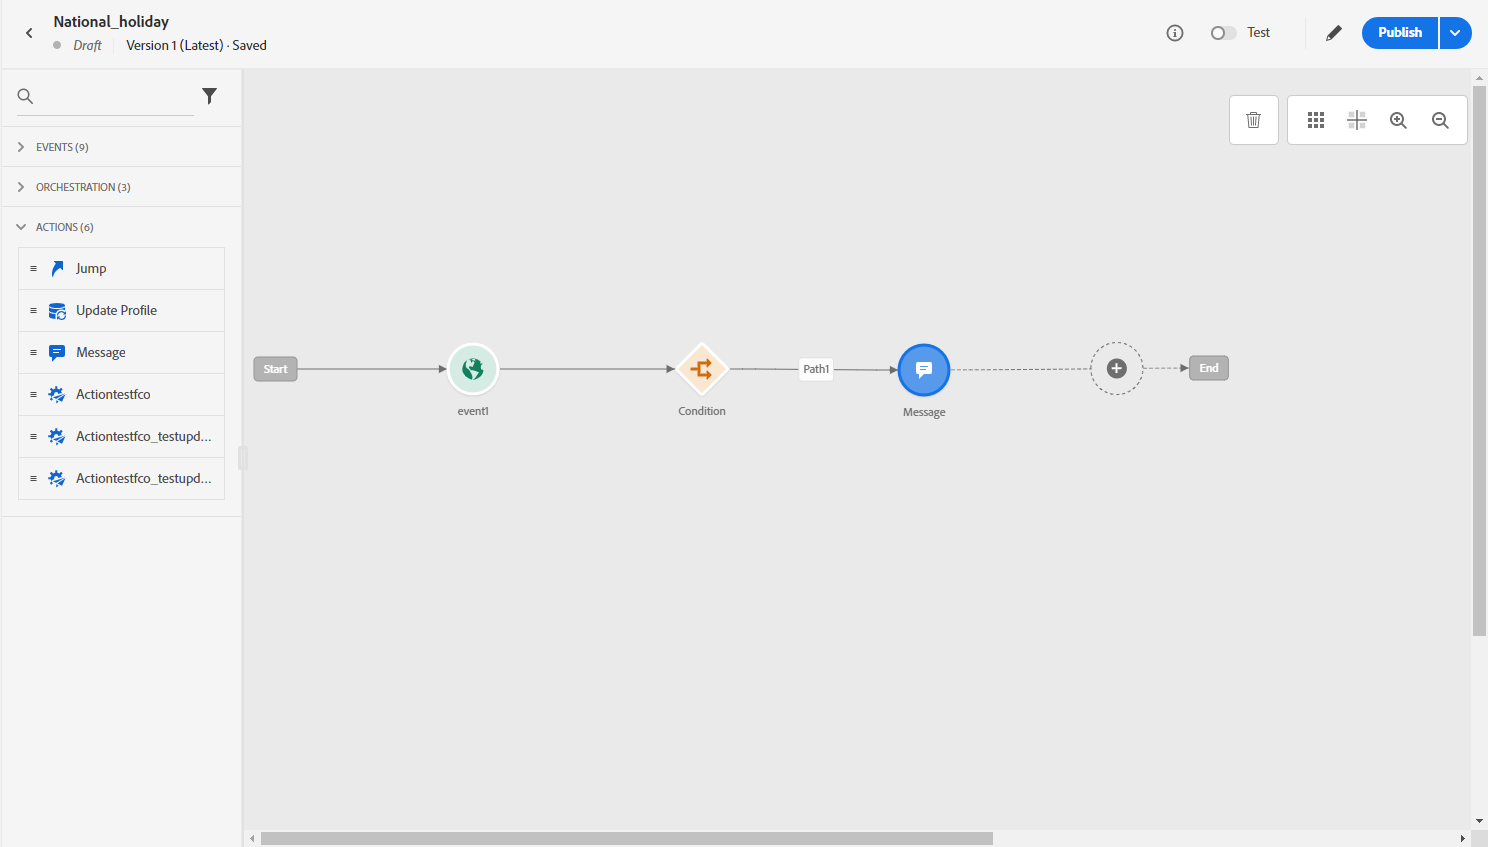 National_holiday
Draft
Version 1 (Latest) · Saved
Test
Publish
EVENTS (9)
ORCHESTRATION (3)
ACTIONS (6)
Jump
Update Profile
Message
Actiontestfco
Actiontestfco_testupd...
Actiontestfco_testupd...
Start
event1
Condition
Path1
Message
End